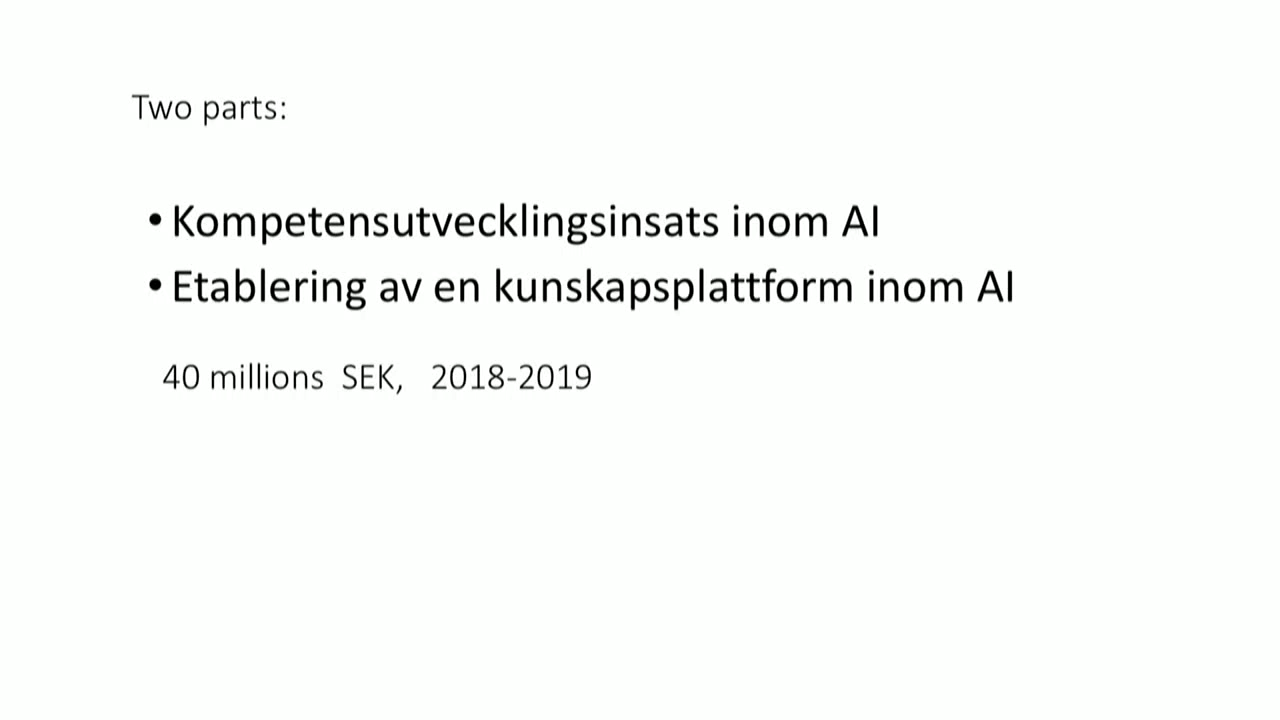 Two parts:
• Kompetensutvecklingsinsats inom AI
• Etablering av en kunskapsplattform inom AI
40 millions SEK, 2018-2019